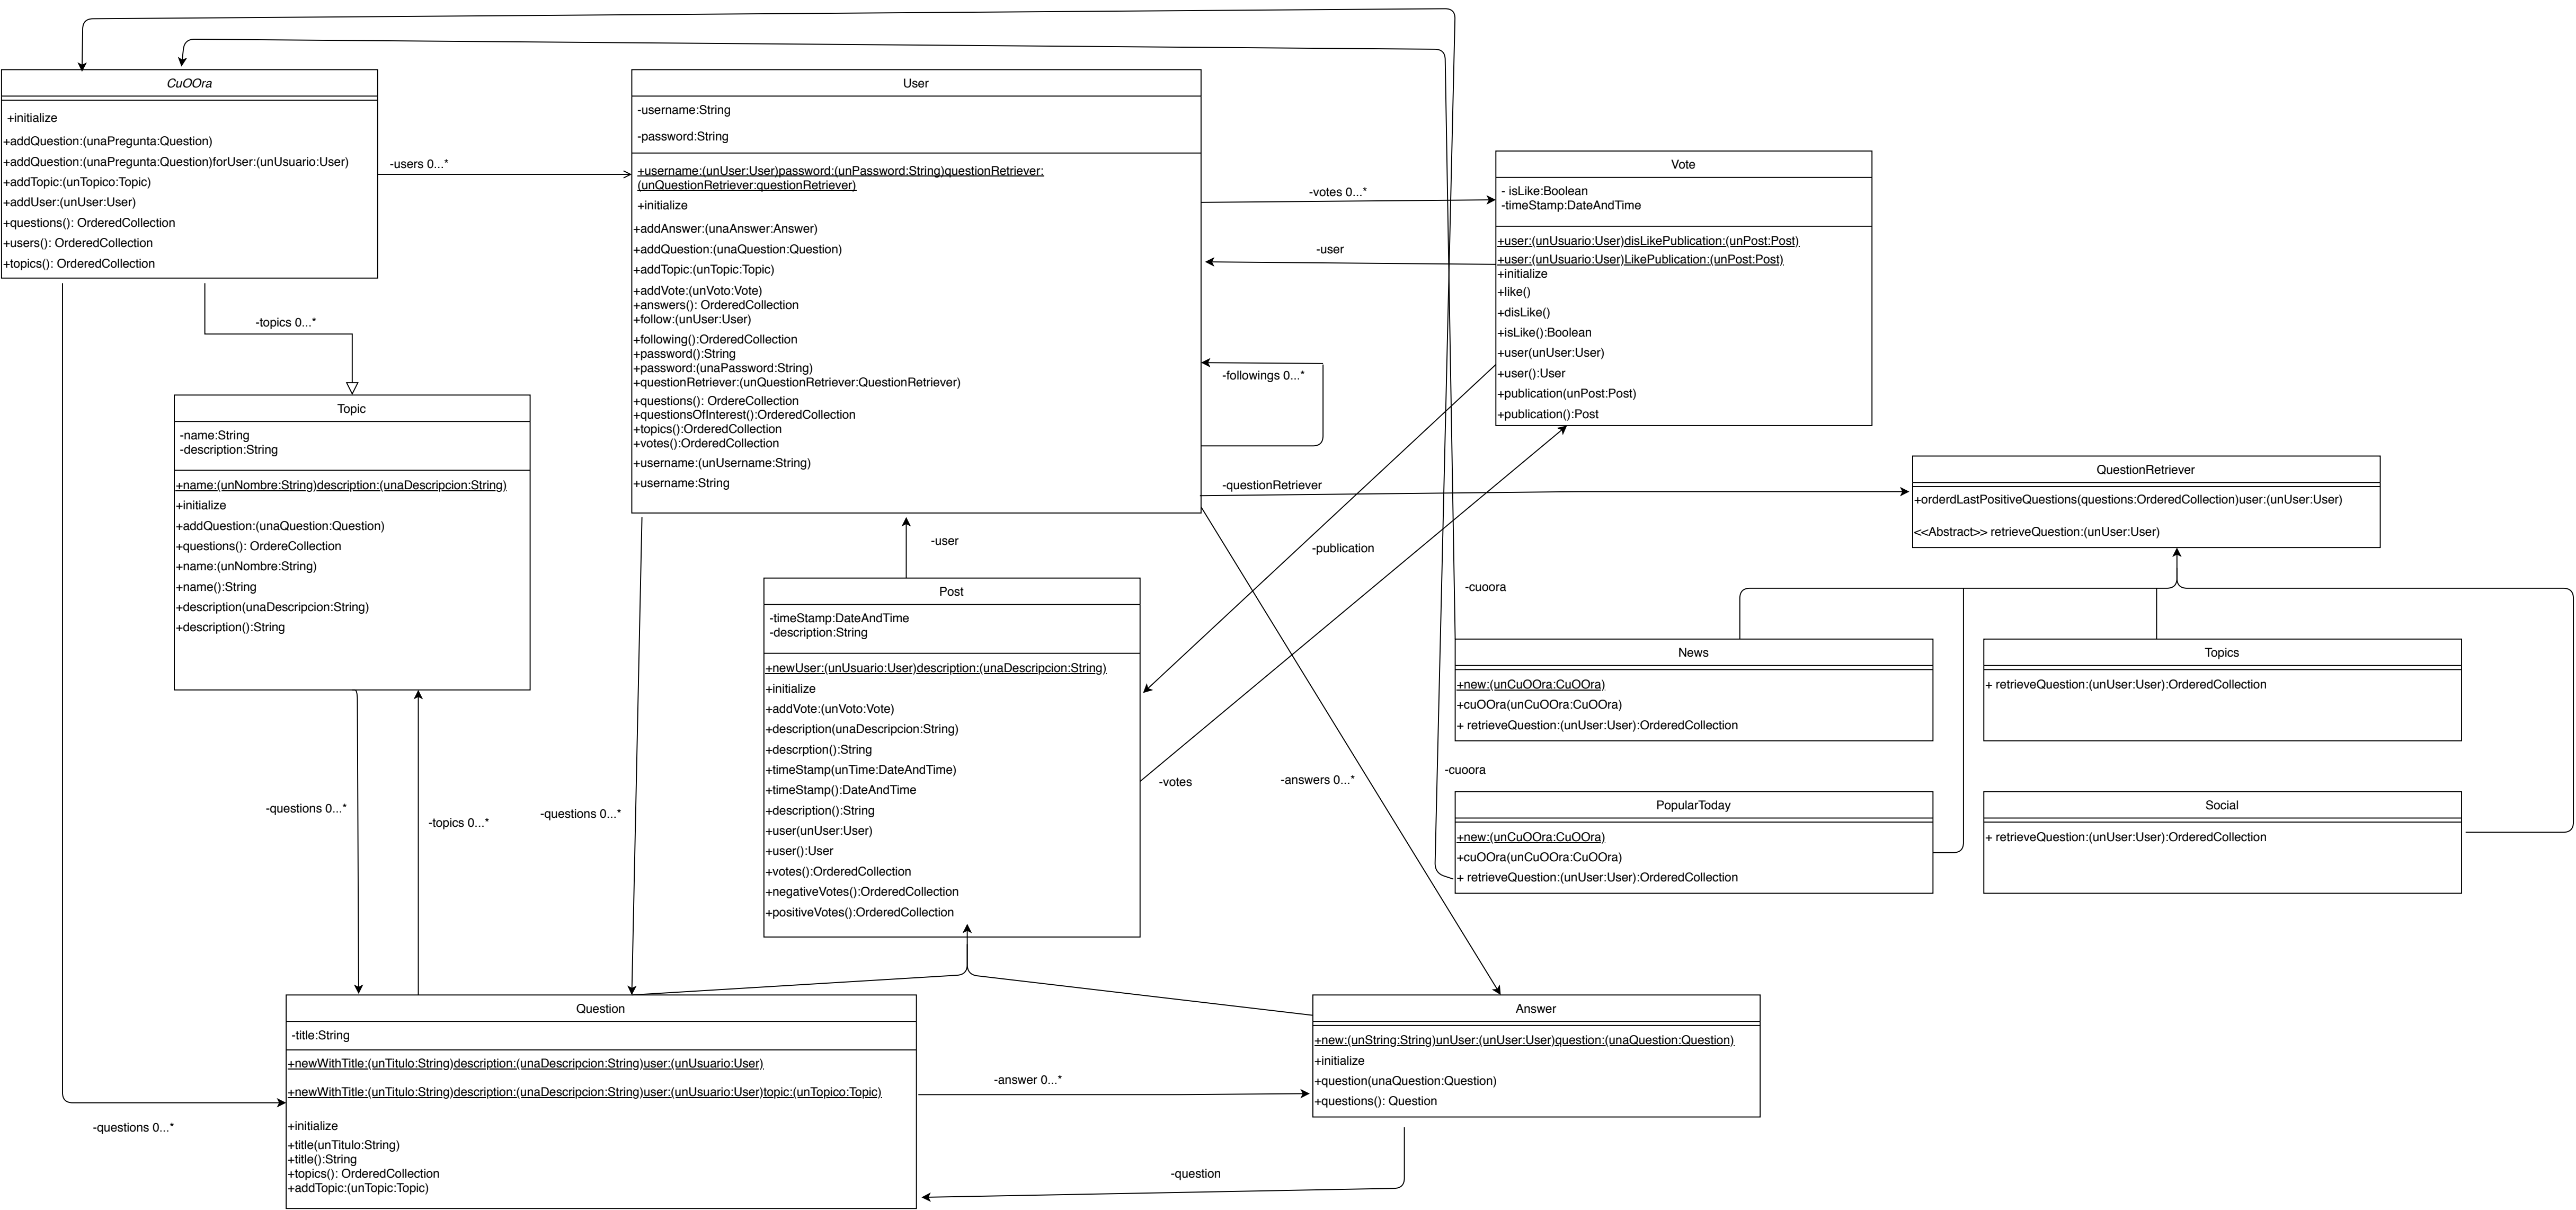 CuOOra
+initialize
+addQuestion:(unaPregunta:Question)
+addQuestion:(unaPregunta:Question)forUser:(unUsuario:User)
+addTopic:(unTopico:Topic)
+addUser:(unUser:User)
+questions(): OrderedCollection
+users(): OrderedCollection
+topics(): OrderedCollection
-users 0...*
-topics 0...*
User
-username:String
-password:String
+username:(unUser:User)password:(unPassword:String)questionRetriever:
(unQuestionRetriever:questionRetriever)
+initialize
+addAnswer:(unaAnswer:Answer)
+addQuestion:(unaQuestion:Question)
+addTopic:(unTopic:Topic)
+addVote:(unVoto:Vote)
+answers(): OrderedCollection
+follow:(unUser:User)
+following():OrderedCollection
+password():String
+password:(unaPassword:String)
+questionRetriever:(unQuestionRetriever:QuestionRetriever)
+questions(): OrdereCollection
+questionsOfInterest():OrderedCollection
+topics():OrderedCollection
+votes():OrderedCollection
+username:(unUsername:String)
+username:String
-votes 0...*
-user
-followings 0...*
-questionRetriever
Vote
- isLike:Boolean
-timeStamp:DateAndTime
+user:(unUsuario:User)disLikePublication:(unPost:Post)
+user:(unUsuario:User)LikePublication:(unPost:Post)
+initialize
+like()
+disLike()
+isLike():Boolean
+user(unUser:User)
+user():User
+publication(unPost:Post)
+publication():Post
QuestionRetriever
+orderdLastPositiveQuestions(questions:OrderedCollection)user:(unUser:User)
<<Abstract>> retrieveQuestion:(unUser:User)
Topic
-name:String
-description:String
+name:(unNombre:String)description:(unaDescripcion:String)
+initialize
+addQuestion:(unaQuestion:Question)
+questions(): OrdereCollection
+name:(unNombre:String)
+name():String
+description(unaDescripcion:String)
+description():String
-user
-publication
-cuoora
Post
-timeStamp:DateAndTime
-description:String
+newUser:(unUsuario:User)description:(unaDescripcion:String)
+initialize
+addVote:(unVoto:Vote)
+description(unaDescripcion:String)
+descrption():String
+timeStamp(unTime:DateAndTime)
+timeStamp():DateAndTime
+description():String
+user(unUser:User)
+user():User
+votes():OrderedCollection
+negativeVotes():OrderedCollection
+positiveVotes():OrderedCollection
News
+new:(unCuOOra:CuOOra)
+cuOOra(unCuOOra:CuOOra)
+ retrieveQuestion:(unUser:User):OrderedCollection
Topics
+ retrieveQuestion:(unUser:User):OrderedCollection
-cuoora
-votes
-answers 0...*
-questions 0...*
-topics 0...*
-questions 0...*
PopularToday
+new:(unCuOOra:CuOOra)
+cuOOra(unCuOOra:CuOOra)
+ retrieveQuestion:(unUser:User):OrderedCollection
Social
+ retrieveQuestion:(unUser:User):OrderedCollection
Question
-title:String
+newWithTitle:(unTitulo:String)description:(unaDescripcion:String)user:(unUsuario:User)
+newWithTitle:(unTitulo:String)description:(unaDescripcion:String)user:(unUsuario:User)topic:(unTopico:Topic)
+initialize
+title(unTitulo:String)
+title():String
+topics(): OrderedCollection
+addTopic:(unTopic:Topic)
-questions 0...*
-answer 0...*
-question
Answer
+new:(unString:String)unUser:(unUser:User)question:(unaQuestion:Question)
+initialize
+question(unaQuestion:Question)
+questions(): Question